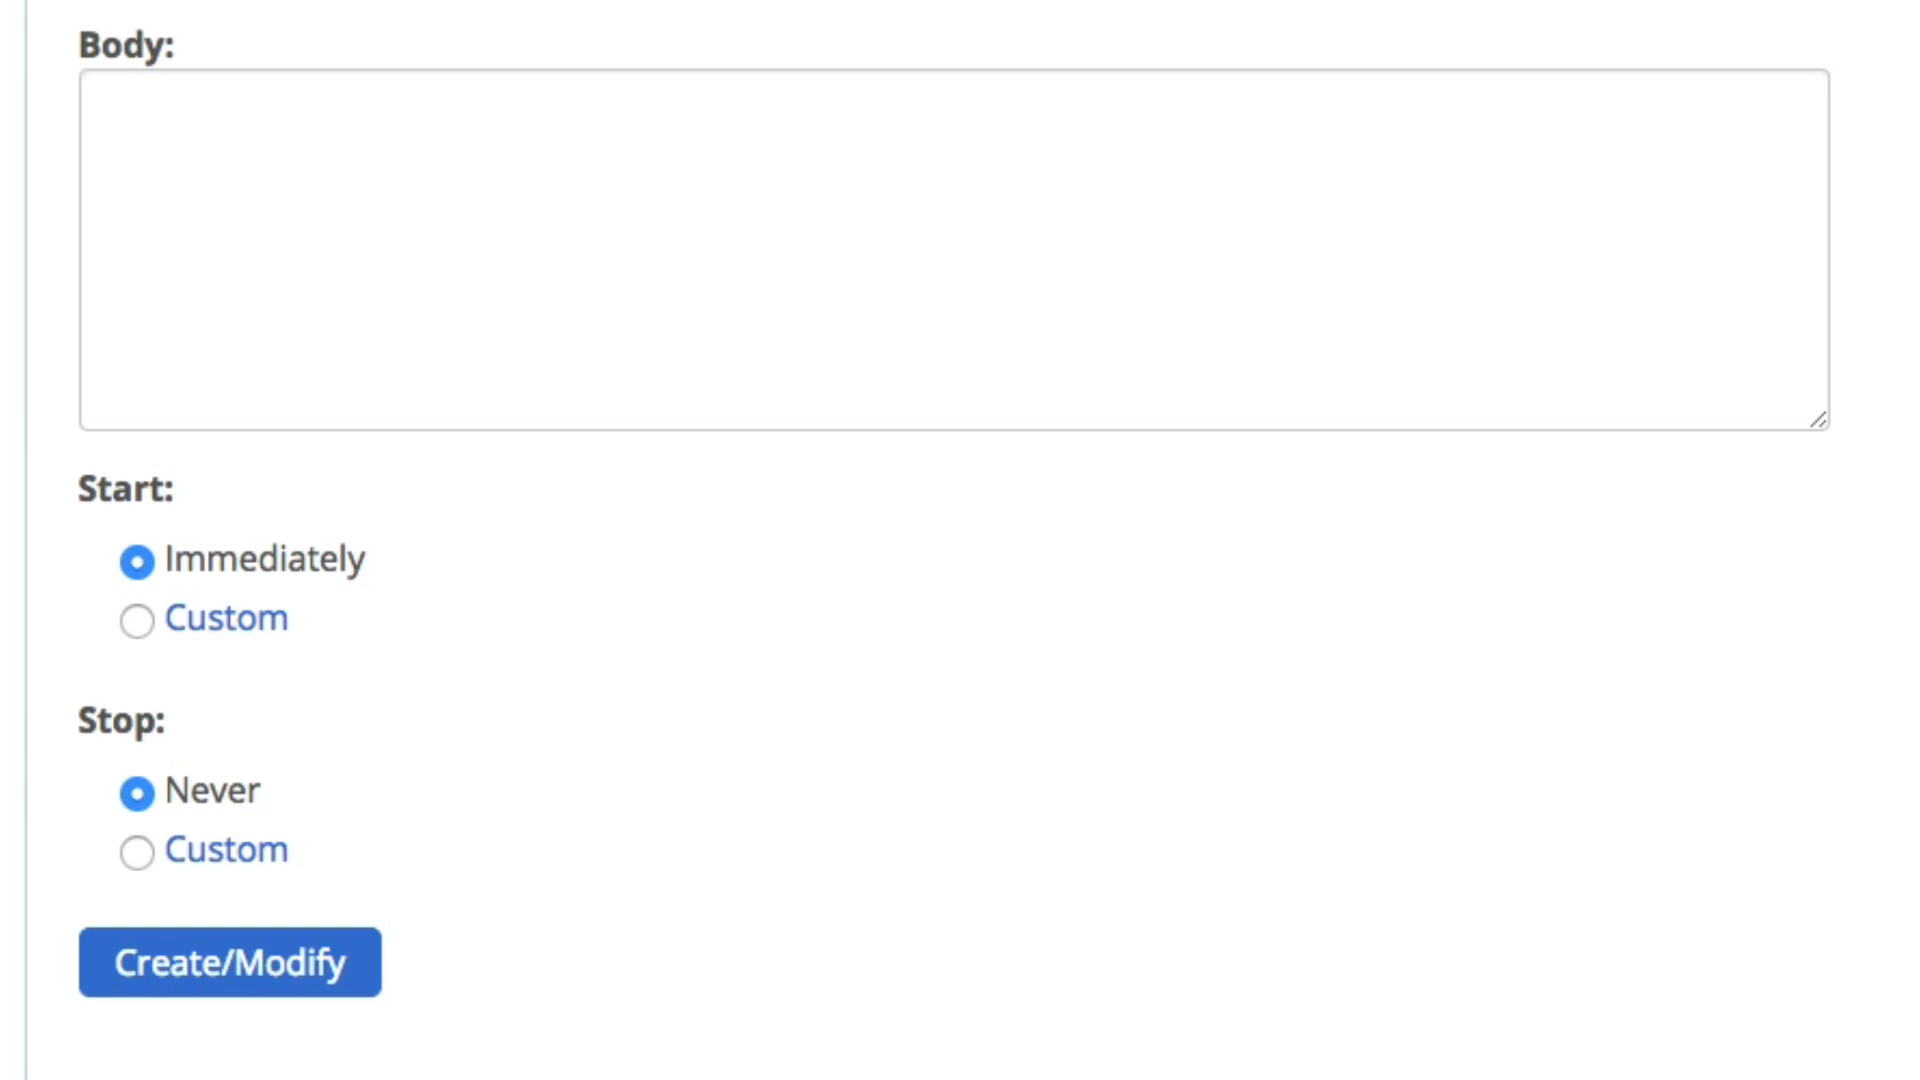 Body:
Start:
Immediately
Custom
Stop:
Never
Custom
Create/Modify